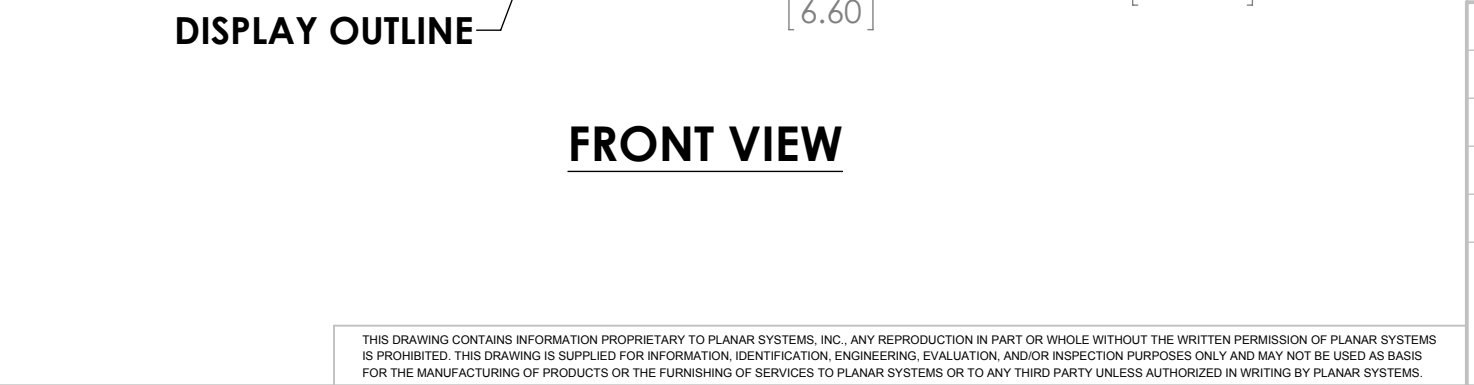 [6.60]
DISPLAY OUTLINE
FRONT VIEW
THIS DRAWING CONTAINS INFORMATION PROPRIETARY TO PLANAR SYSTEMS, INC., ANY REPRODUCTION IN PART OR WHOLE WITHOUT THE WRITTEN PERMISSION OF PLANAR SYSTEMS
IS PROHIBITED. THIS DRAWING IS SUPPLIED FOR INFORMATION, IDENTIFICATION, ENGINEERING, EVALUATION, AND/OR INSPECTION PURPOSES ONLY AND MAY NOT BE USED AS BASIS
FOR THE MANUFACTURING OF PRODUCTS OR THE FURNISHING OF SERVICES TO PLANAR SYSTEMS OR TO ANY THIRD PARTY UNLESS AUTHORIZED IN WRITING BY PLANAR SYSTEMS.